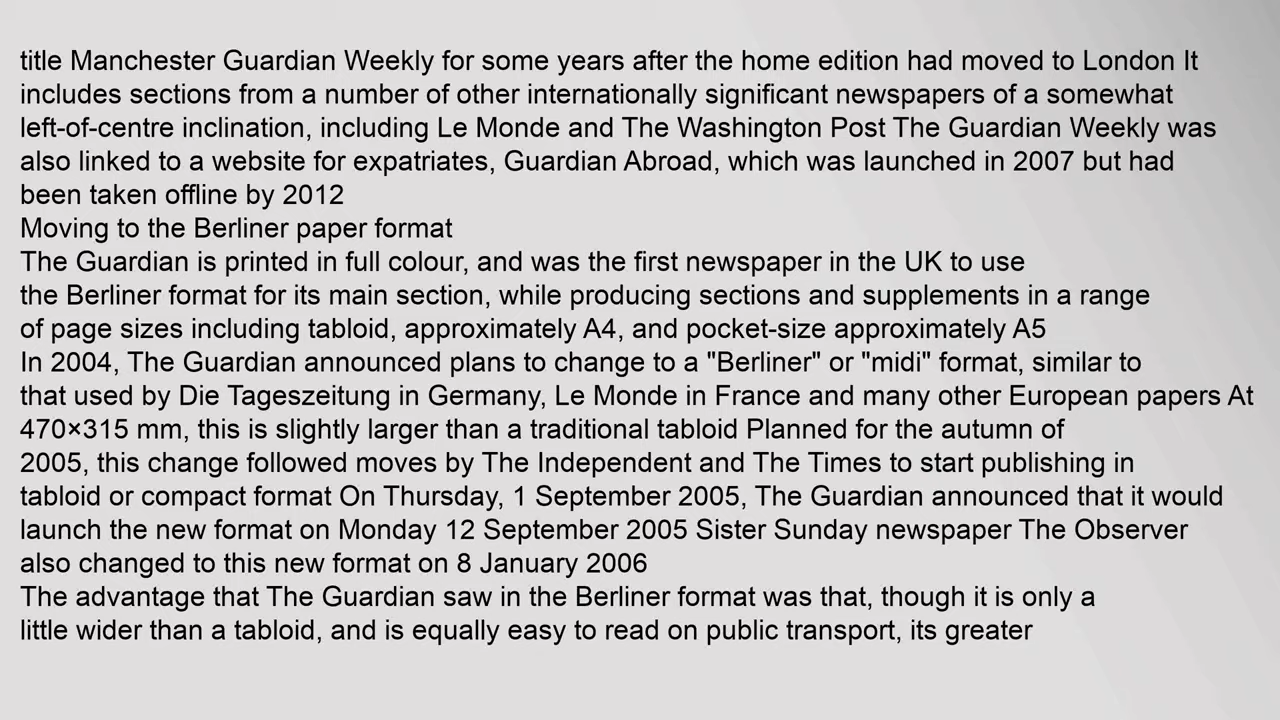 title Manchester Guardian Weekly for some years after the home edition had moved to London It
includes sections from a number of other internationally significant newspapers of a somewhat
left-of-centre inclination, including Le Monde and The Washington Post The Guardian Weekly was
also linked to a website for expatriates, Guardian Abroad, which was launched in 2007 but had
been taken offline by 2012
Moving to the Berliner paper format
The Guardian is printed in full colour, and was the first newspaper in the UK to use
the Berliner format for its main section, while producing sections and supplements in a range
of page sizes including tabloid, approximately A4, and pocket-size approximately A5
In 2004, The Guardian announced plans to change to a "Berliner" or "midi" format, similar to
that used by Die Tageszeitung in Germany, Le Monde in France and many other European papers At
470×315 mm, this is slightly larger than a traditional tabloid Planned for the autumn of
2005, this change followed moves by The Independent and The Times to start publishing in
tabloid or compact format On Thursday, 1 September 2005, The Guardian announced that it would
launch the new format on Monday 12 September 2005 Sister Sunday newspaper The Observer
also changed to this new format on 8 January 2006
The advantage that The Guardian saw in the Berliner format was that, though it is only a
little wider than a tabloid, and is equally easy to read on public transport, its greater